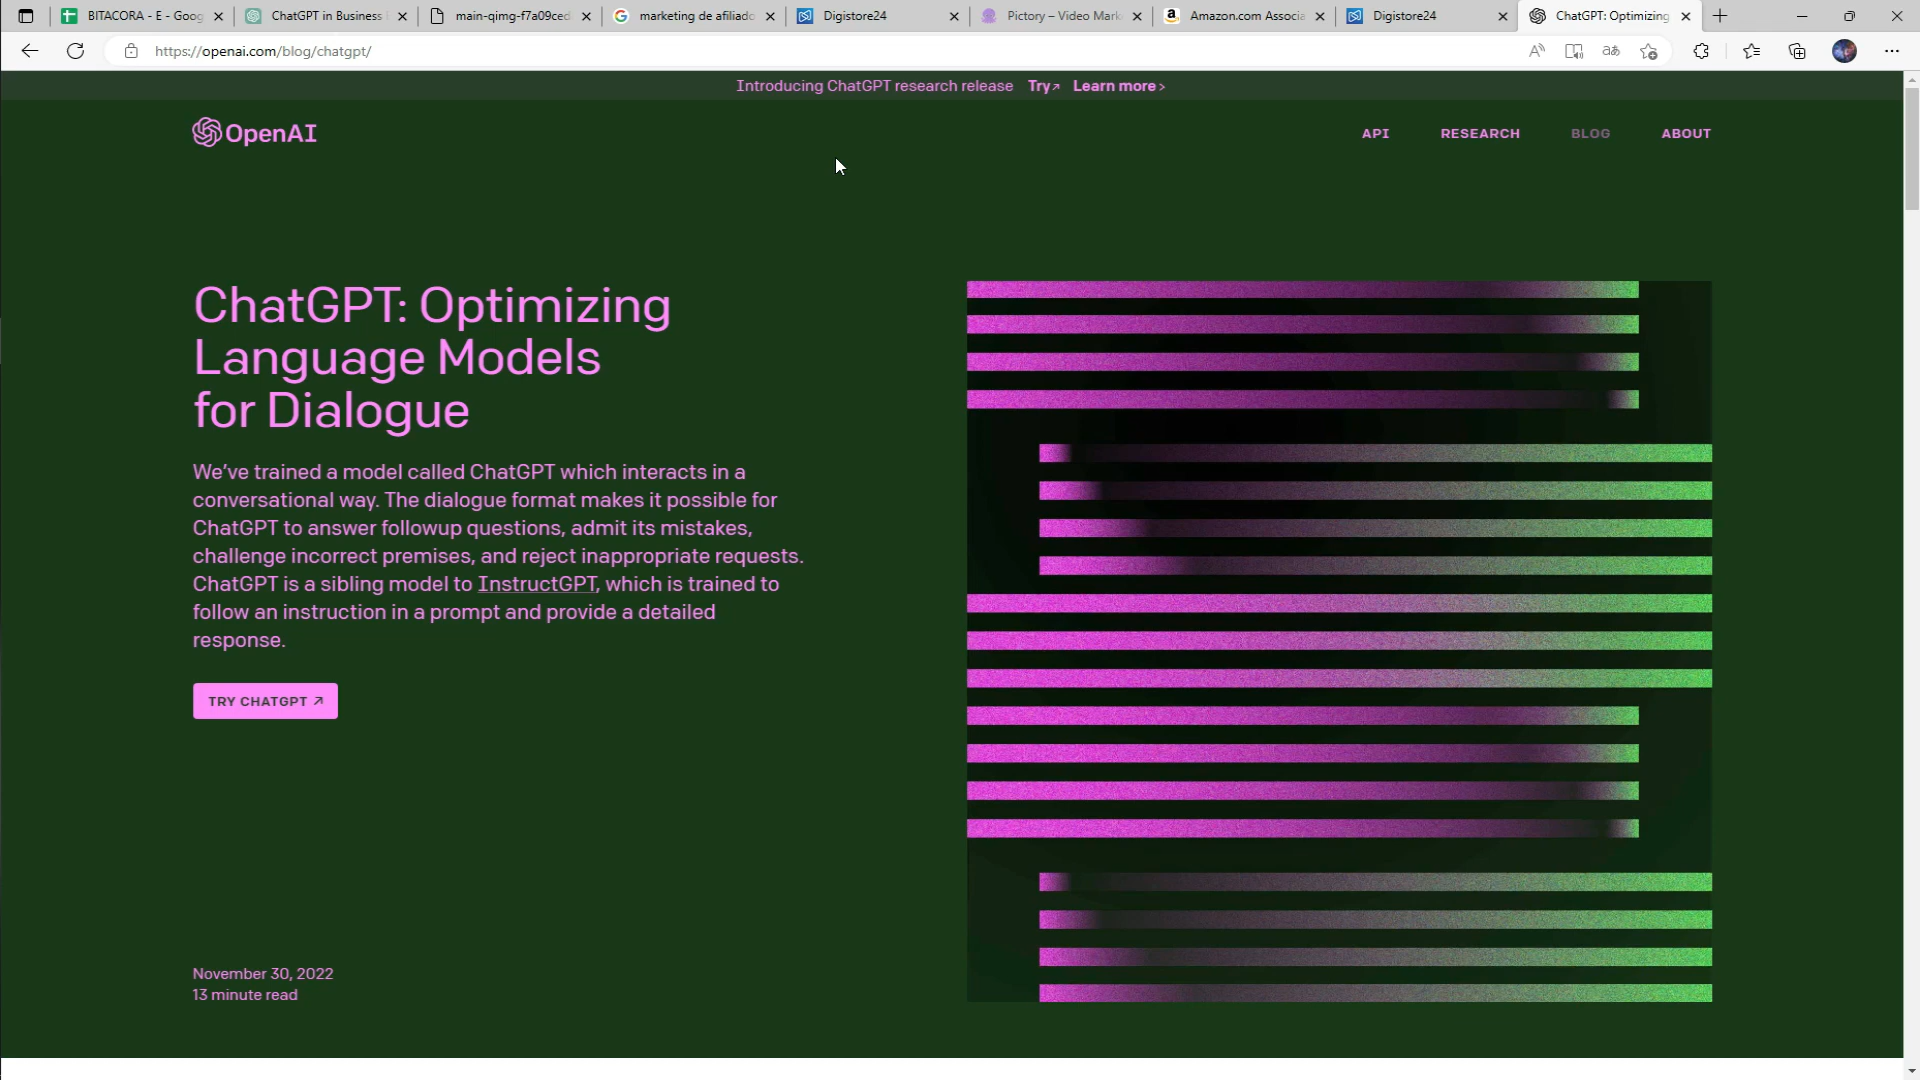 BITACORA - E - Goog
ChatGPT in Business
main-qimg-f7a09ced
marketing de afiliado
Digistore24
Pictory – Video Mark
Amazon.com Associa
Digistore24
ChatGPT: Optimizing
https://openai.com/blog/chatgpt/
Introducing ChatGPT research release Try↗ Learn more ›
OpenAI
API RESEARCH BLOG ABOUT
ChatGPT: Optimizing
Language Models
for Dialogue
We’ve trained a model called ChatGPT which interacts in a
conversational way. The dialogue format makes it possible for
ChatGPT to answer followup questions, admit its mistakes,
challenge incorrect premises, and reject inappropriate requests.
ChatGPT is a sibling model to InstructGPT, which is trained to
follow an instruction in a prompt and provide a detailed
response.
TRY CHATGPT ↗
November 30, 2022
13 minute read